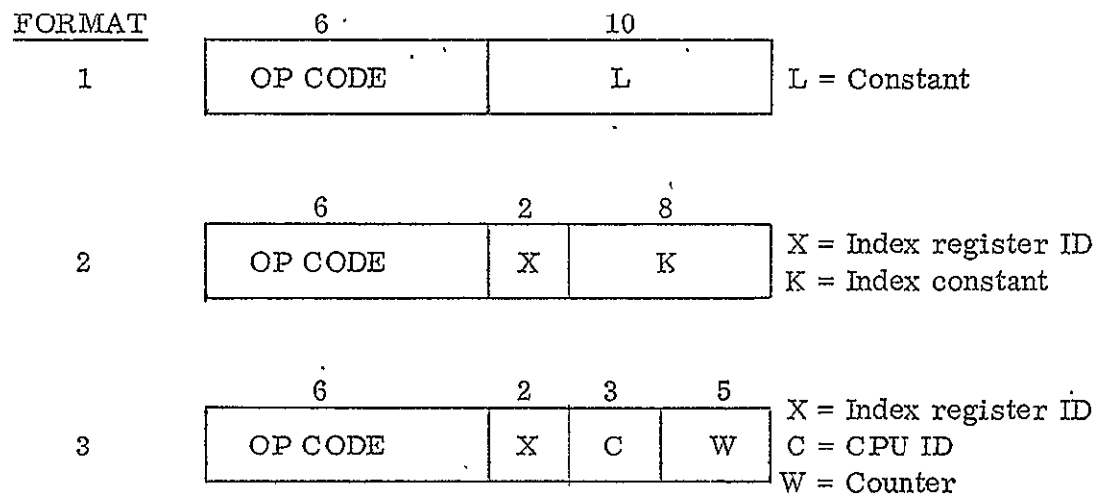 FORMAT
6 10
1 OP CODE L L = Constant
6 2 8
2 OP CODE X K X = Index register ID
K = Index constant
6 2 3 5
3 OP CODE X C W X = Index register ID
C = CPU ID
W = Counter